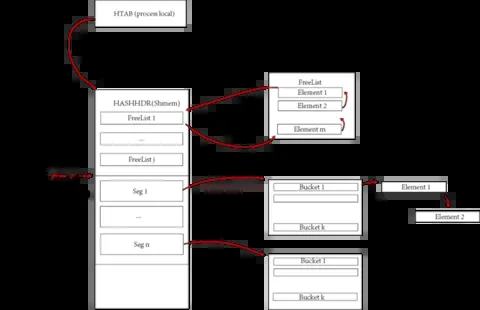 HTAB (process local)
HASHHDR(Shmem)
FreeList 1
...
FreeList j
Seg 1
...
Seg n
FreeList
Element 1
Element 2
Element m
Bucket 1
Bucket k
Element 1
Element 2
Bucket 1
Bucket k